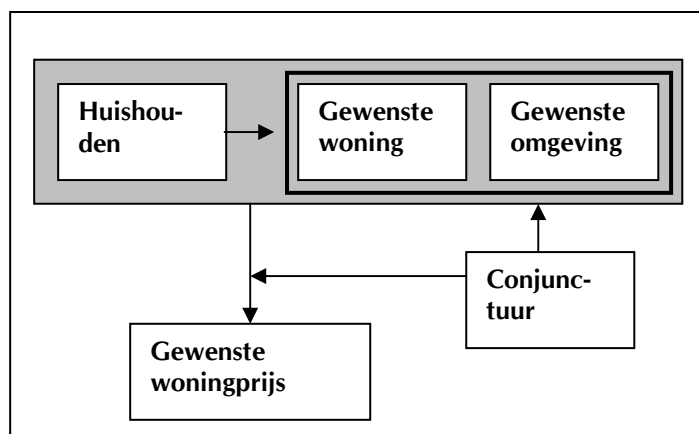 Huishou-
den
Gewenste
woning
Gewenste
omgeving
Conjunc-
tuur
Gewenste
woningprijs